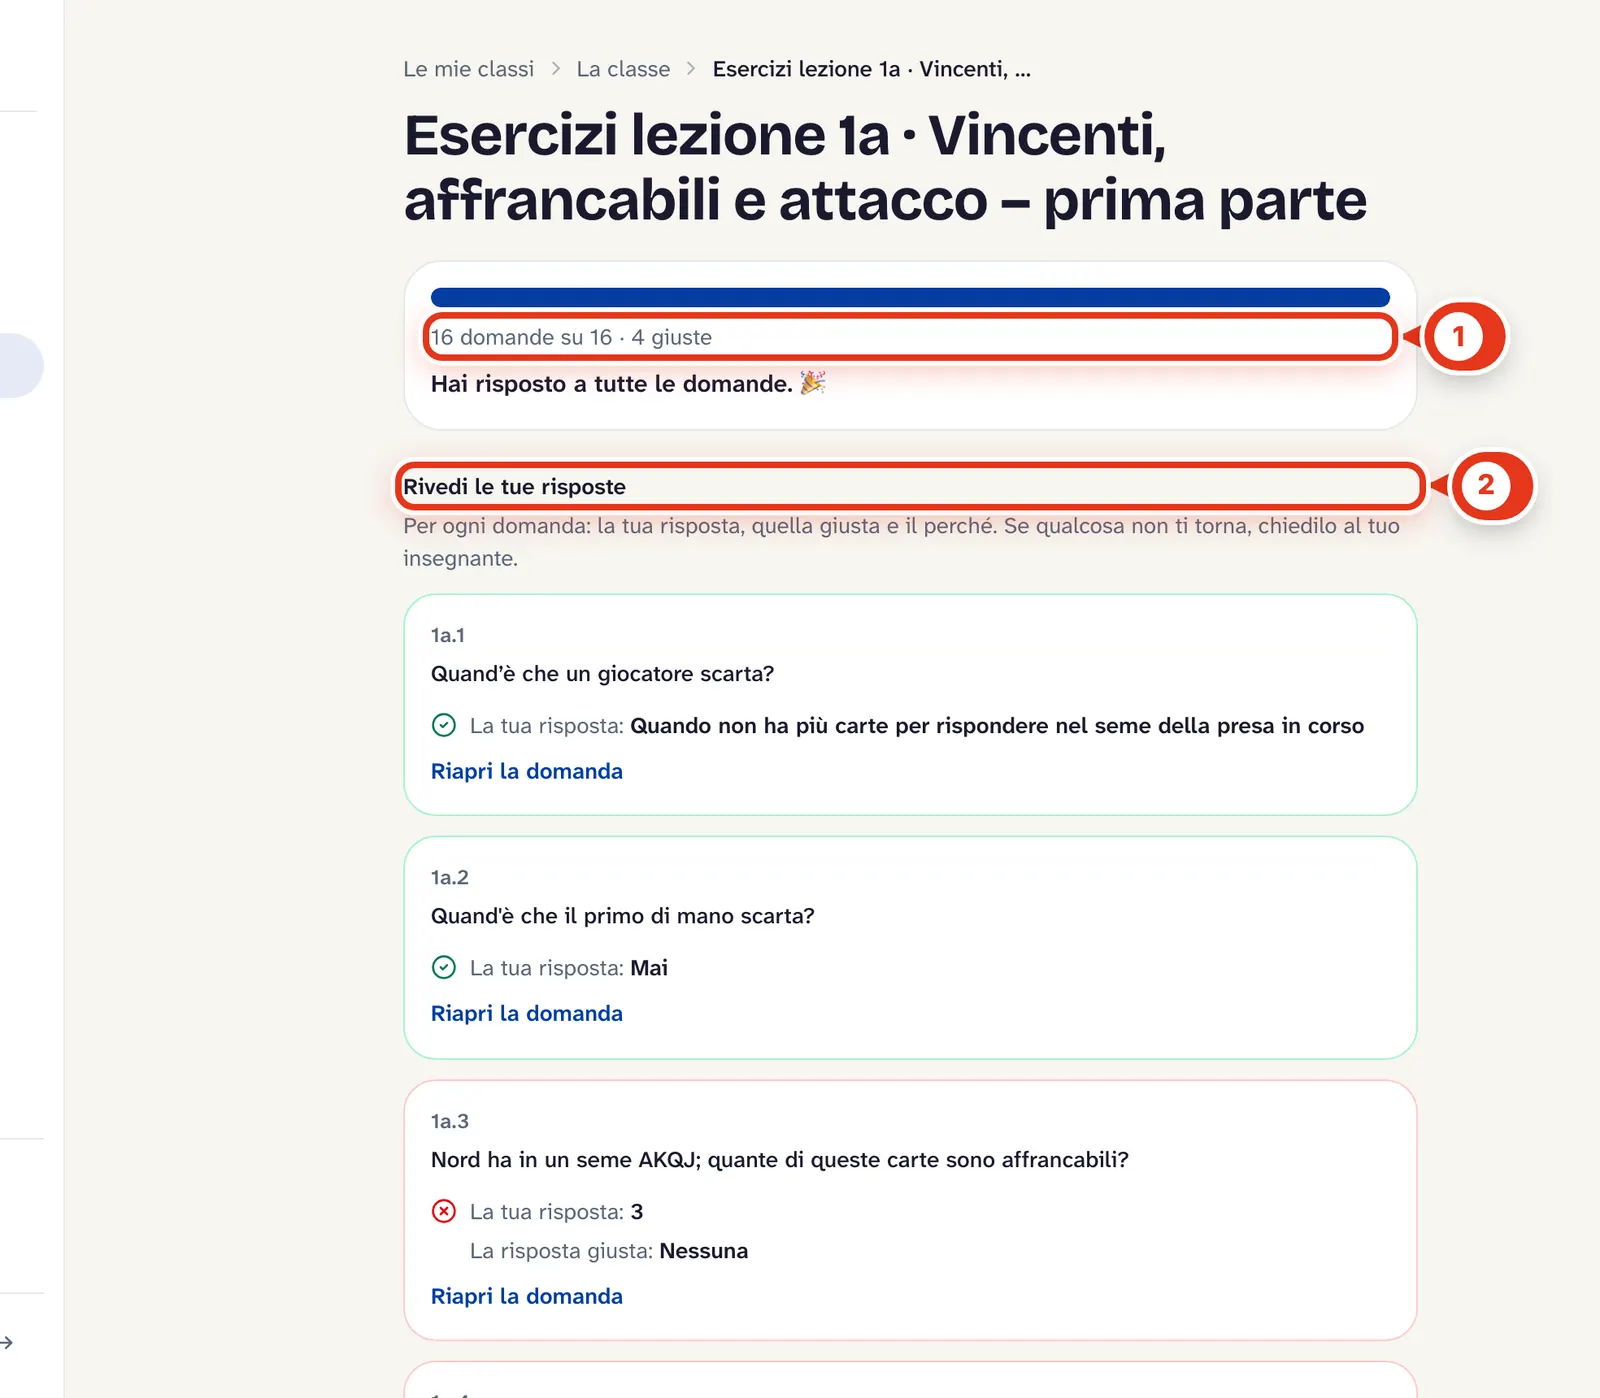 Le mie classi > La classe > Esercizi lezione 1a · Vincenti, ...
Esercizi lezione 1a · Vincenti,
affrancabili e attacco – prima parte
16 domande su 16 · 4 giuste
1
Hai risposto a tutte le domande. 🎉
Rivedi le tue risposte
2
Per ogni domanda: la tua risposta, quella giusta e il perché. Se qualcosa non ti torna, chiedilo al tuo
insegnante.
1a.1
Quand’è che un giocatore scarta?
La tua risposta: Quando non ha più carte per rispondere nel seme della presa in corso
Riapri la domanda
1a.2
Quand'è che il primo di mano scarta?
La tua risposta: Mai
Riapri la domanda
1a.3
Nord ha in un seme AKQJ; quante di queste carte sono affrancabili?
La tua risposta: 3
La risposta giusta: Nessuna
Riapri la domanda